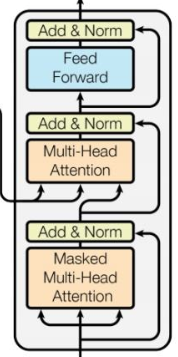 Add & Norm
Feed
Forward
Add & Norm
Multi-Head
Attention
Add & Norm
Masked
Multi-Head
Attention